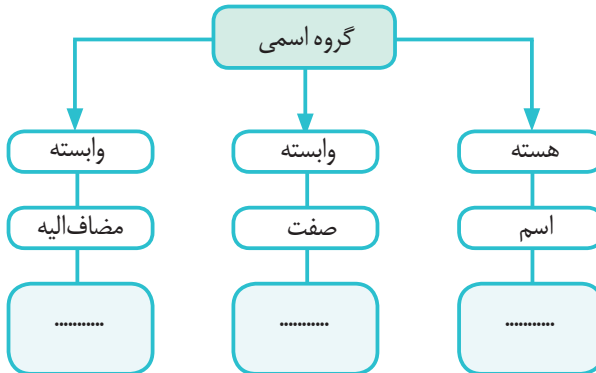 گروه اسمی
هسته
وابسته
وابسته
اسم
صفت
مضاف‌الیه
...........
...........
...........